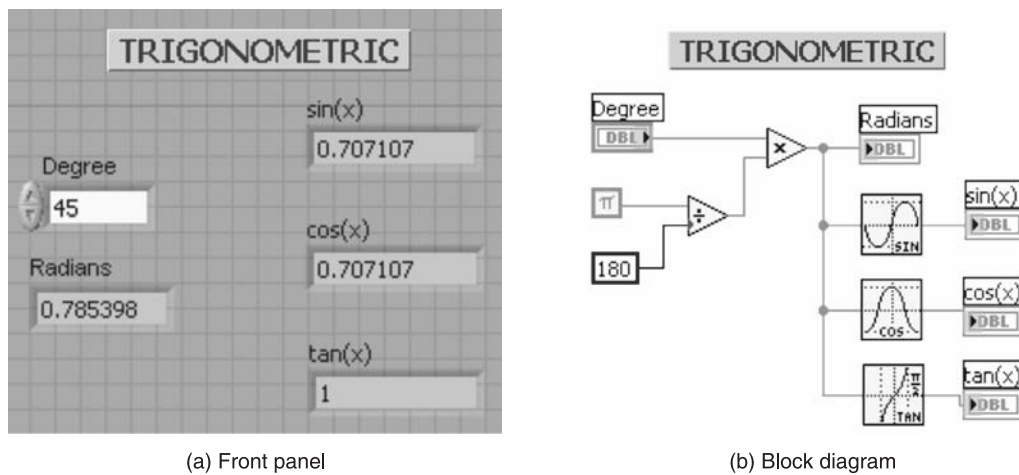 TRIGONOMETRIC
sin(x)
0.707107
Degree
45
cos(x)
0.707107
Radians
0.785398
tan(x)
1
(a) Front panel
TRIGONOMETRIC
Degree
DBL
×
Radians
DBL
π
÷
180
sin(x)
SIN
DBL
cos(x)
COS
DBL
tan(x)
π/2
TAN
DBL
(b) Block diagram